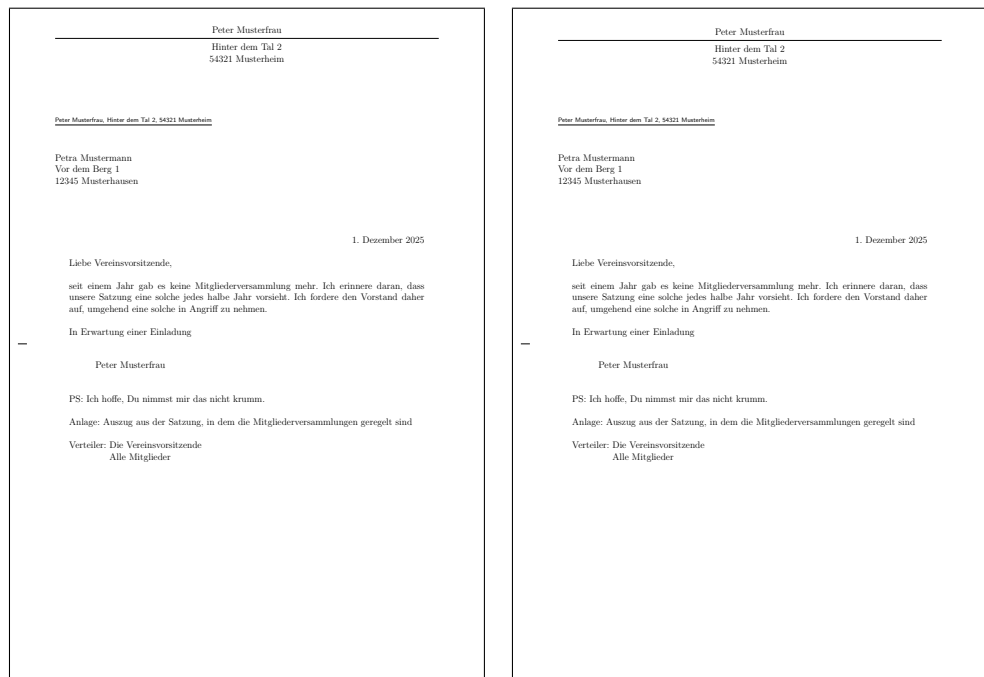 Peter Musterfrau
Hinter dem Tal 2
54321 Musterheim
Peter Musterfrau, Hinter dem Tal 2, 54321 Musterheim
Petra Mustermann
Vor dem Berg 1
12345 Musterhausen
1. Dezember 2025
Liebe Vereinsvorsitzende,
seit einem Jahr gab es keine Mitgliederversammlung mehr. Ich erinnere daran, dass
unsere Satzung eine solche jedes halbe Jahr vorsieht. Ich fordere den Vorstand daher
auf, umgehend eine solche in Angriff zu nehmen.
In Erwartung einer Einladung
Peter Musterfrau
PS: Ich hoffe, Du nimmst mir das nicht krumm.
Anlage: Auszug aus der Satzung, in dem die Mitgliederversammlungen geregelt sind
Verteiler: Die Vereinsvorsitzende
Alle Mitglieder
Peter Musterfrau
Hinter dem Tal 2
54321 Musterheim
Peter Musterfrau, Hinter dem Tal 2, 54321 Musterheim
Petra Mustermann
Vor dem Berg 1
12345 Musterhausen
1. Dezember 2025
Liebe Vereinsvorsitzende,
seit einem Jahr gab es keine Mitgliederversammlung mehr. Ich erinnere daran, dass
unsere Satzung eine solche jedes halbe Jahr vorsieht. Ich fordere den Vorstand daher
auf, umgehend eine solche in Angriff zu nehmen.
In Erwartung einer Einladung
Peter Musterfrau
PS: Ich hoffe, Du nimmst mir das nicht krumm.
Anlage: Auszug aus der Satzung, in dem die Mitgliederversammlungen geregelt sind
Verteiler: Die Vereinsvorsitzende
Alle Mitglieder